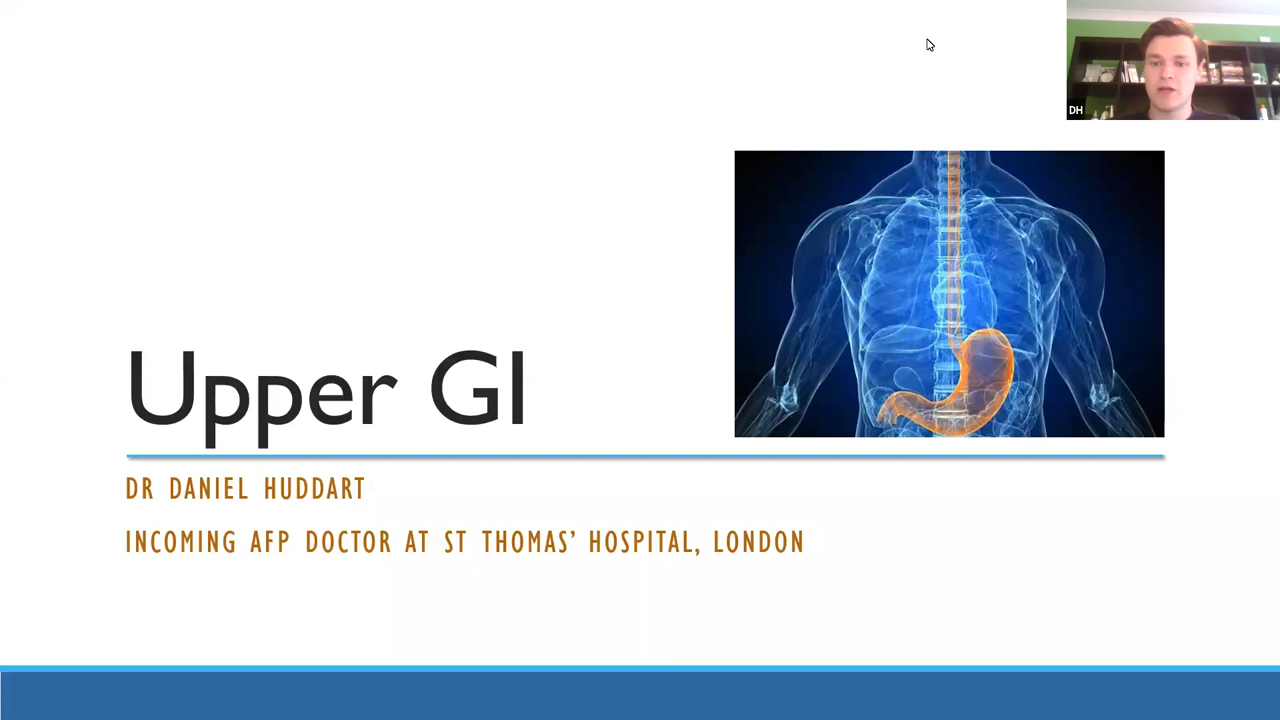 DH
Upper GI
DR DANIEL HUDDART
INCOMING AFP DOCTOR AT ST THOMAS’ HOSPITAL, LONDON